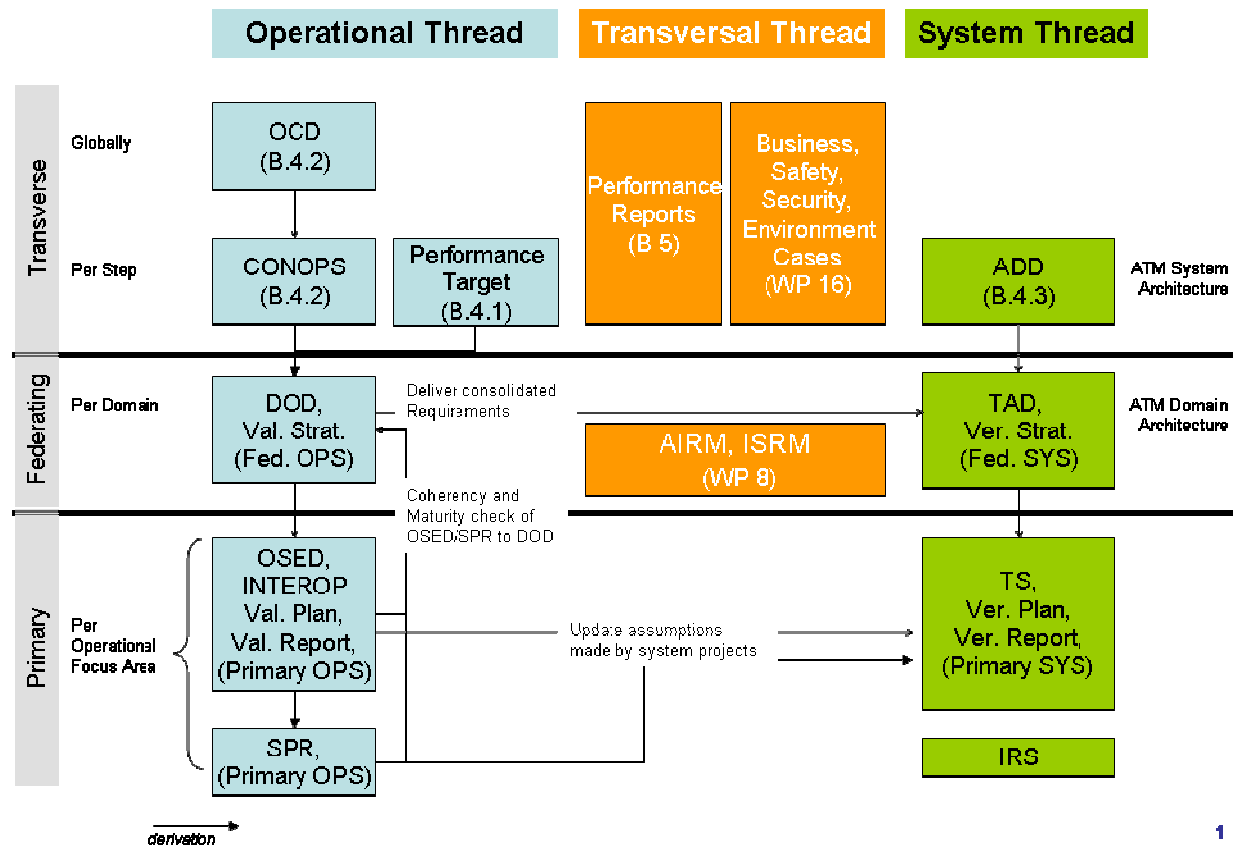 Operational Thread
Transversal Thread
System Thread
Transverse
Globally
OCD
(B.4.2)
Performance
Reports
(B 5)
Business,
Safety,
Security,
Environment
Cases
(WP 16)
Per Step
CONOPS
(B.4.2)
Performance
Target
(B.4.1)
ADD
(B.4.3)
ATM System
Architecture
Federating
Per Domain
DOD,
Val. Strat.
(Fed. OPS)
Deliver consolidated
Requirements
AIRM, ISRM
(WP 8)
TAD,
Ver. Strat.
(Fed. SYS)
ATM Domain
Architecture
Coherency and
Maturity check of
OSED/SPR to DOD
Primary
Per
Operational
Focus Area
OSED,
INTEROP
Val. Plan,
Val. Report,
(Primary OPS)
Update assumptions
made by system projects
TS,
Ver. Plan,
Ver. Report,
(Primary SYS)
SPR,
(Primary OPS)
IRS
derivation
1